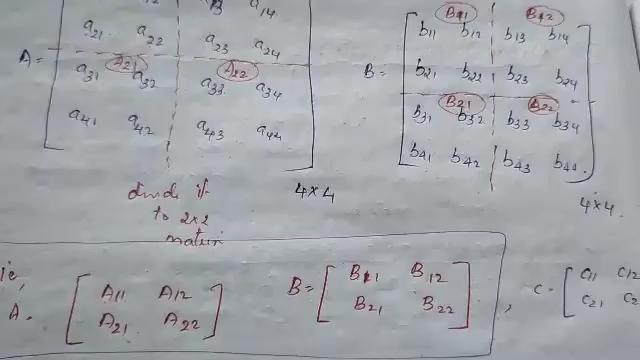 a14
B11 B12
a21 a22 a23 a24
b11 b12 b13 b14
A=
A21 A22
a31 a32 a33 a34
B=
b21 b22 b23 b24
B21 B22
b31 b32 b33 b34
a41 a42 a43 a44
b41 b42 b43 b44
4×4
4×4.
divide it
to 2×2
ie,
A. A11 A12
A21 A22
B= B11 B12
B21 B22
, C- C11 C12
C21